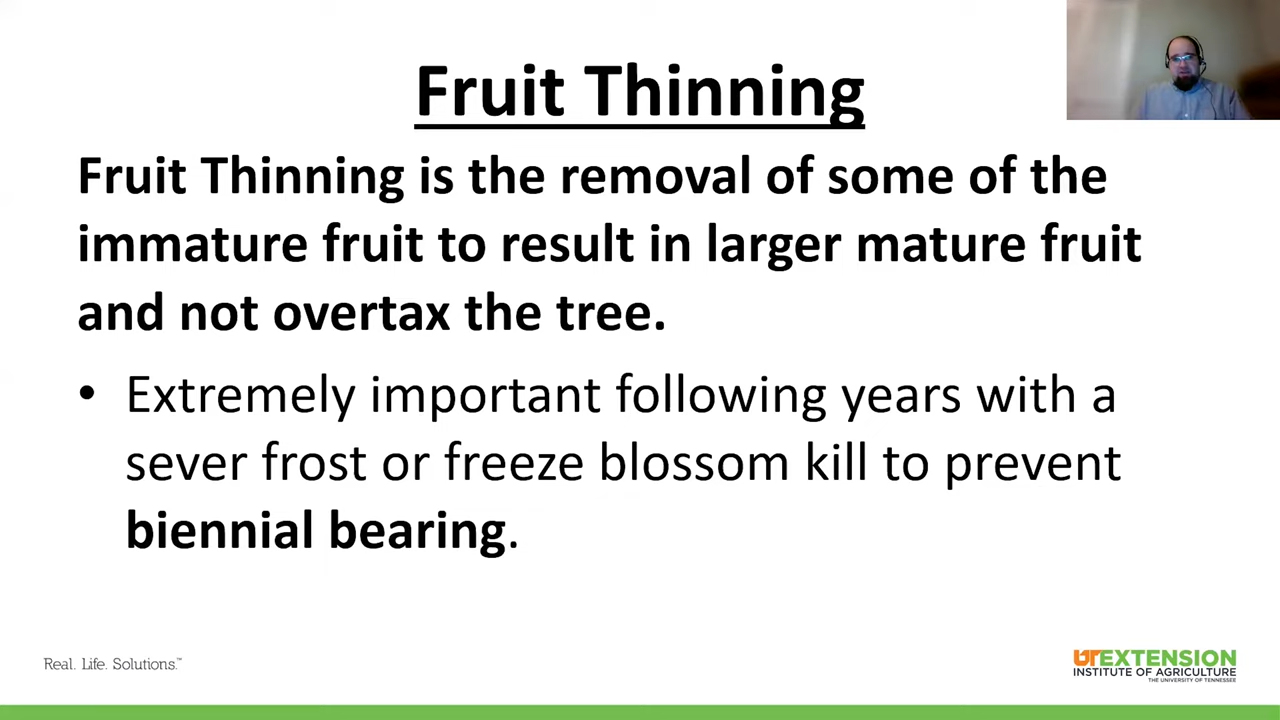 Fruit Thinning
Fruit Thinning is the removal of some of the
immature fruit to result in larger mature fruit
and not overtax the tree.
• Extremely important following years with a
sever frost or freeze blossom kill to prevent
biennial bearing.
Real. Life. Solutions.™
UTEXTENSION
INSTITUTE OF AGRICULTURE
THE UNIVERSITY OF TENNESSEE